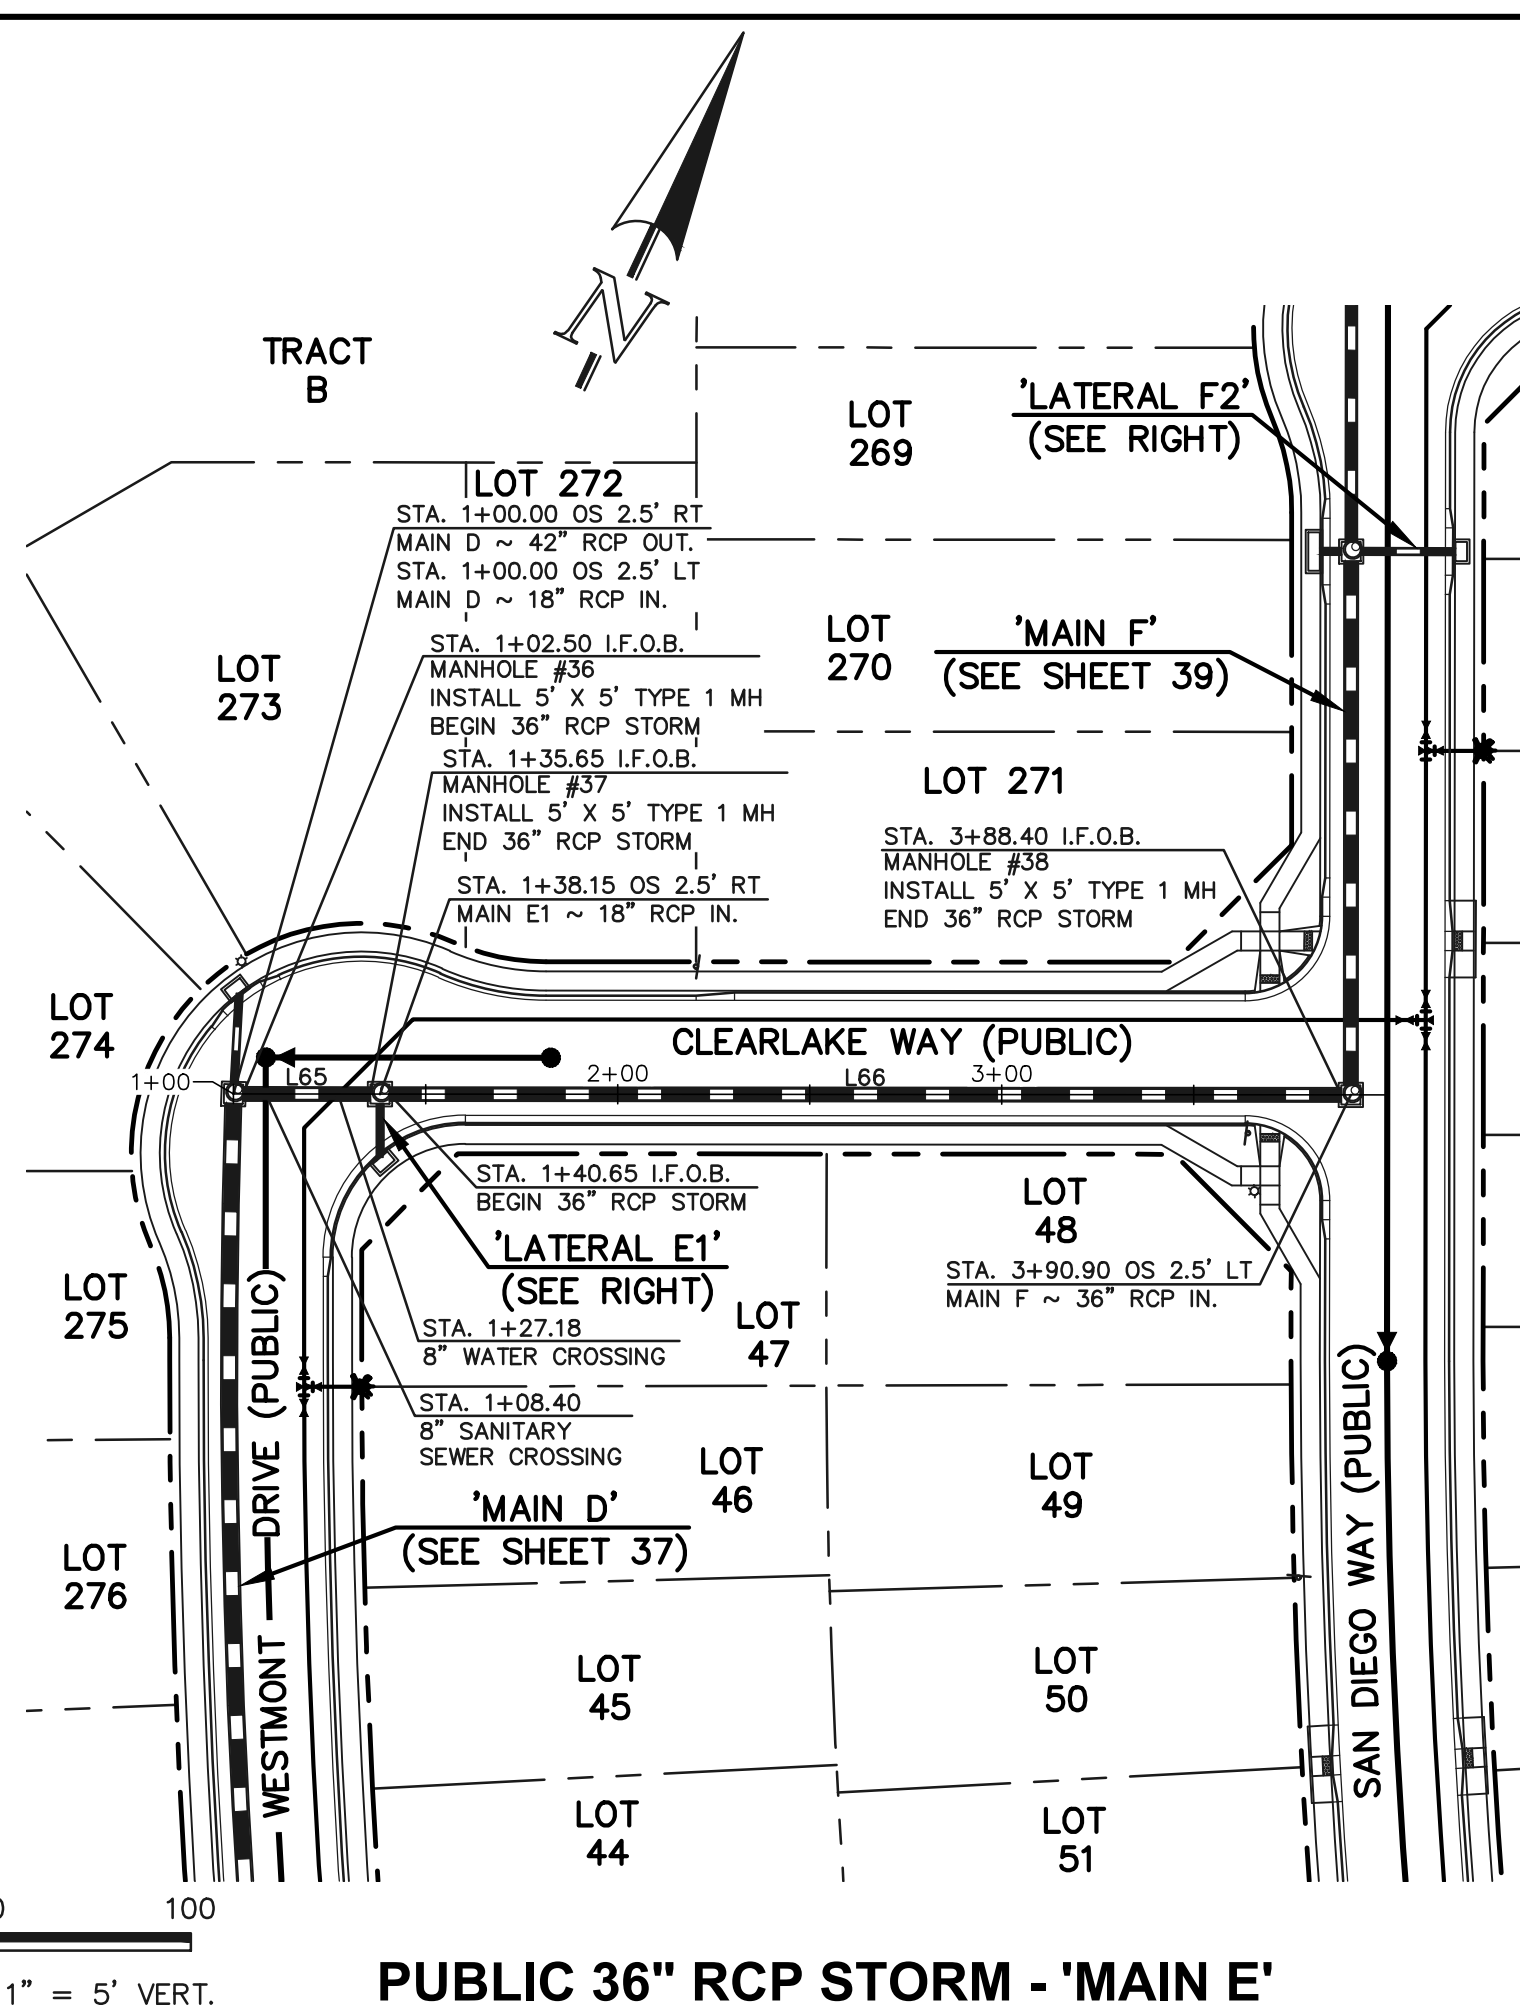 N
TRACT
B
LOT
269
'LATERAL F2'
(SEE RIGHT)
LOT 272
STA. 1+00.00 OS 2.5' RT
MAIN D ~ 42" RCP OUT.
STA. 1+00.00 OS 2.5' LT
MAIN D ~ 18" RCP IN.
LOT
270
'MAIN F'
(SEE SHEET 39)
STA. 1+02.50 I.F.O.B.
MANHOLE #36
INSTALL 5' X 5' TYPE 1 MH
BEGIN 36" RCP STORM
LOT
273
STA. 1+35.65 I.F.O.B.
MANHOLE #37
INSTALL 5' X 5' TYPE 1 MH
END 36" RCP STORM
LOT 271
STA. 3+88.40 I.F.O.B.
MANHOLE #38
INSTALL 5' X 5' TYPE 1 MH
END 36" RCP STORM
STA. 1+38.15 OS 2.5' RT
MAIN E1 ~ 18" RCP IN.
LOT
274
CLEARLAKE WAY (PUBLIC)
1+00
L65
2+00
L66
3+00
STA. 1+40.65 I.F.O.B.
BEGIN 36" RCP STORM
LOT
48
'LATERAL E1'
(SEE RIGHT)
STA. 3+90.90 OS 2.5' LT
MAIN F ~ 36" RCP IN.
LOT
275
LOT
47
STA. 1+27.18
8" WATER CROSSING
STA. 1+08.40
8" SANITARY
SEWER CROSSING
LOT
46
LOT
49
'MAIN D'
(SEE SHEET 37)
LOT
276
WESTMONT DRIVE (PUBLIC)
SAN DIEGO WAY (PUBLIC)
LOT
45
LOT
50
LOT
44
LOT
51
100
1" = 5' VERT.
PUBLIC 36" RCP STORM - 'MAIN E'